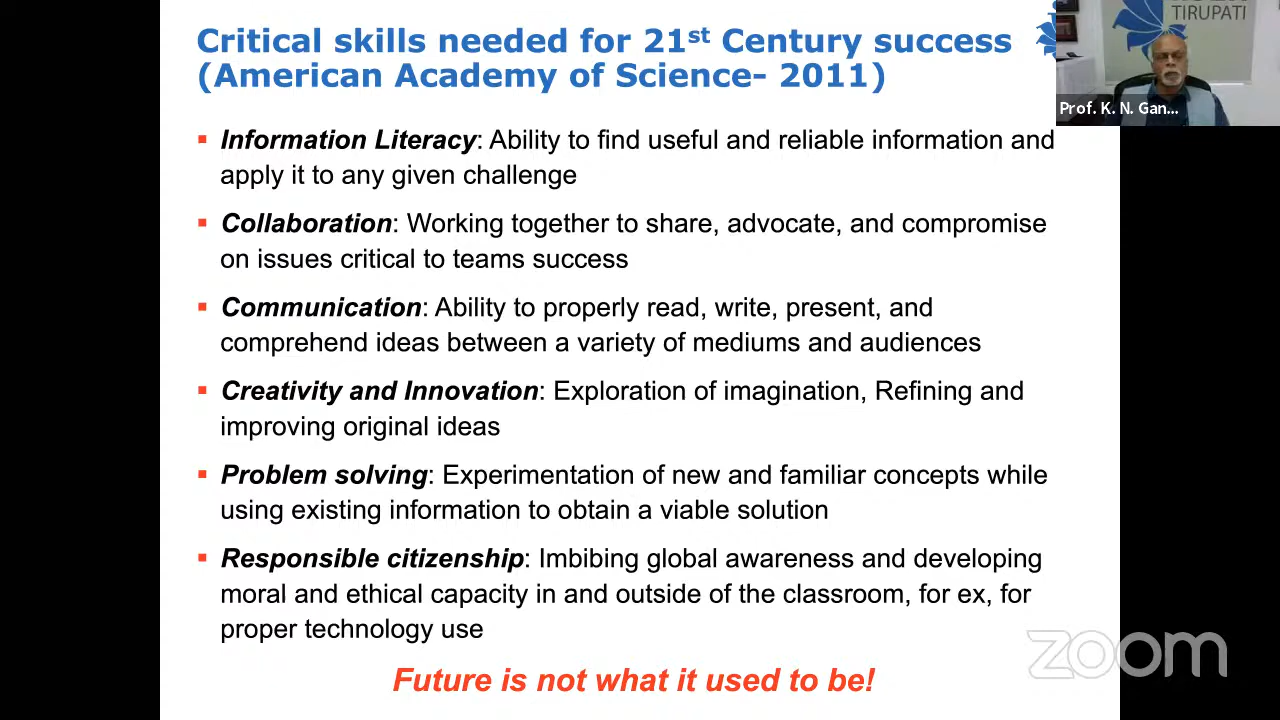 Critical skills needed for 21st Century success
(American Academy of Science- 2011)
▪ Information Literacy: Ability to find useful and reliable information and
apply it to any given challenge
▪ Collaboration: Working together to share, advocate, and compromise
on issues critical to teams success
▪ Communication: Ability to properly read, write, present, and
comprehend ideas between a variety of mediums and audiences
▪ Creativity and Innovation: Exploration of imagination, Refining and
improving original ideas
▪ Problem solving: Experimentation of new and familiar concepts while
using existing information to obtain a viable solution
▪ Responsible citizenship: Imbibing global awareness and developing
moral and ethical capacity in and outside of the classroom, for ex, for
proper technology use
Future is not what it used to be!
TIRUPATI
Prof. K. N. Gan...
zoom